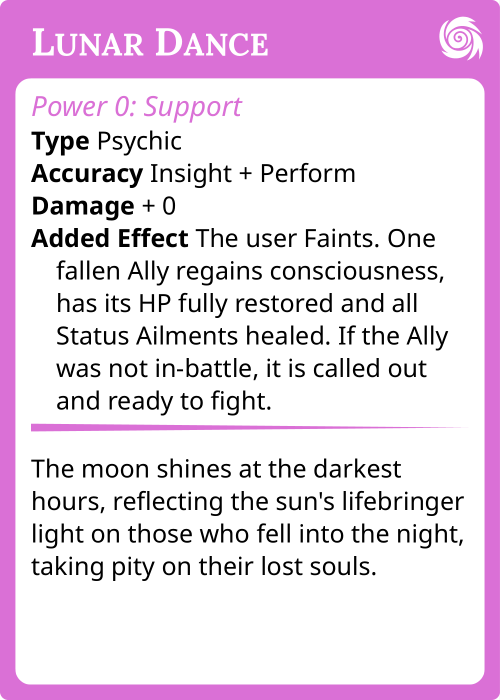 Lunar Dance
Power 0: Support
Type Psychic
Accuracy Insight + Perform
Damage + 0
Added Effect The user Faints. One
fallen Ally regains consciousness,
has its HP fully restored and all
Status Ailments healed. If the Ally
was not in-battle, it is called out
and ready to fight.
The moon shines at the darkest
hours, reflecting the sun's lifebringer
light on those who fell into the night,
taking pity on their lost souls.